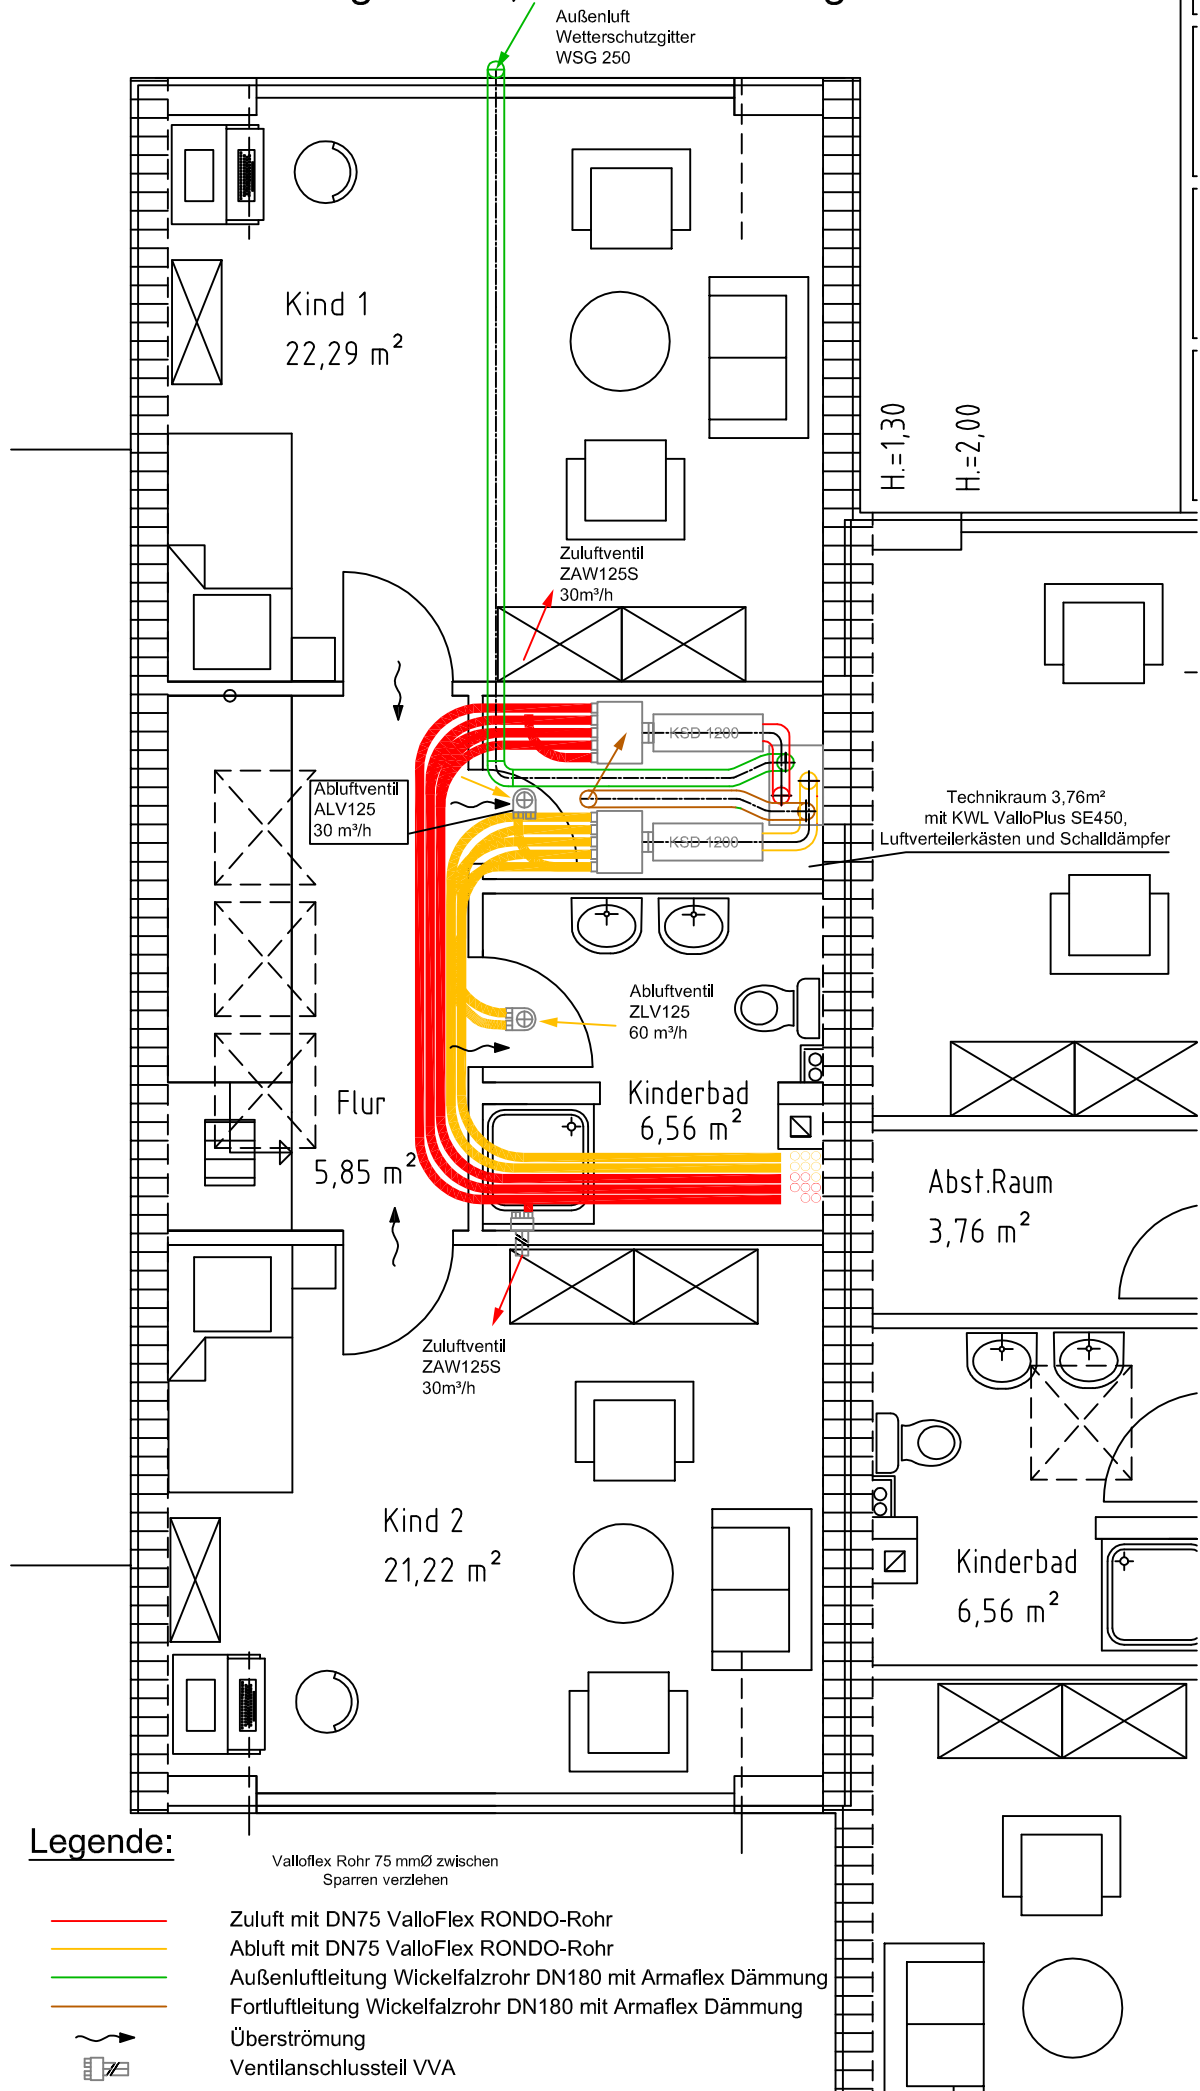 Außenluft
Wetterschutzgitter
WSG 250
Kind 1
22,29 m²
H.=1,30
H.=2,00
Zuluftventil
ZAW125S
30m³/h
KSD 1200
Abluftventil
ALV125
30 m³/h
Technikraum 3,76m²
mit KWL ValloPlus SE450,
Luftverteilerkästen und Schalldämpfer
KSD 1200
Abluftventil
ZLV125
60 m³/h
Flur
5,85 m²
Kinderbad
6,56 m²
Abst.Raum
3,76 m²
Zuluftventil
ZAW125S
30m³/h
Kind 2
21,22 m²
Kinderbad
6,56 m²
Legende:
Valloflex Rohr 75 mmØ zwischen
Sparren verziehen
Zuluft mit DN75 ValloFlex RONDO-Rohr
Abluft mit DN75 ValloFlex RONDO-Rohr
Außenluftleitung Wickelfalzrohr DN180 mit Armaflex Dämmung
Fortluftleitung Wickelfalzrohr DN180 mit Armaflex Dämmung
Überströmung
Ventilanschlussteil VVA